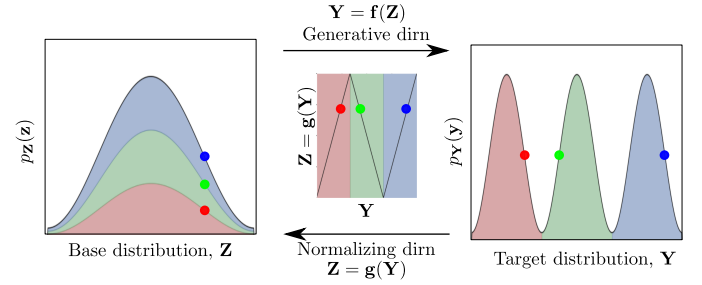 Y = f(Z)
Generative dirn
p_Z(z)
Z = g(Y)
Y
p_Y(y)
Base distribution, Z
Normalizing dirn
Z = g(Y)
Target distribution, Y